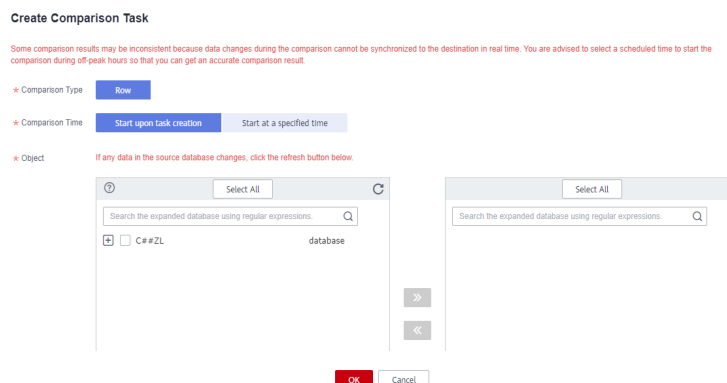 Create Comparison Task
Some comparison results may be inconsistent because data changes during the comparison cannot be synchronized to the destination in real time. You are advised to select a scheduled time to start the
comparison during off-peak hours so that you can get an accurate comparison result.
* Comparison Type Row
* Comparison Time Start upon task creation Start at a specified time
* Object If any data in the source database changes, click the refresh button below.
? Select All Select All
Search the expanded database using regular expressions. Search the expanded database using regular expressions.
C##ZL database
OK Cancel